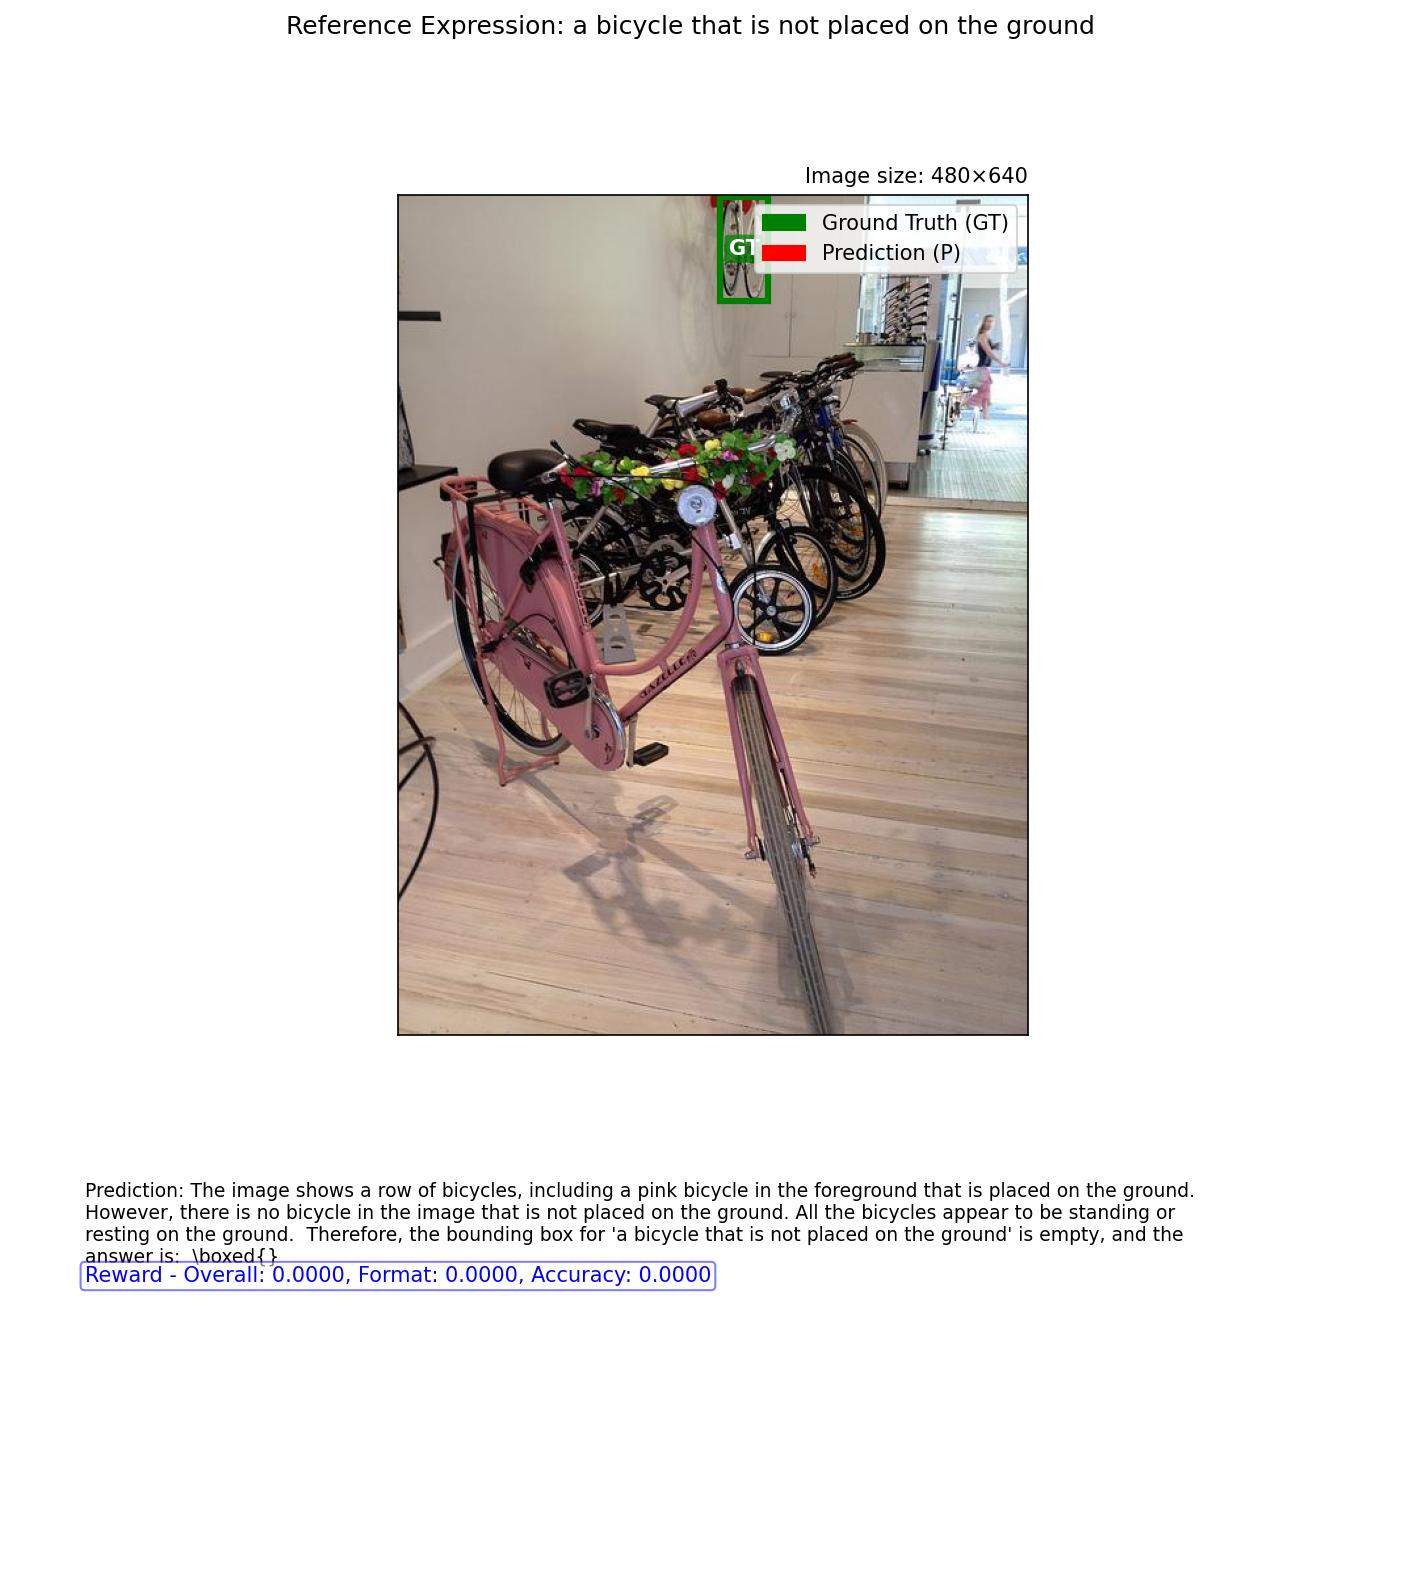 Reference Expression: a bicycle that is not placed on the ground
Image size: 480×640
GT
Ground Truth (GT)
Prediction (P)
GAZELLE
Prediction: The image shows a row of bicycles, including a pink bicycle in the foreground that is placed on the ground.
However, there is no bicycle in the image that is not placed on the ground. All the bicycles appear to be standing or
resting on the ground.  Therefore, the bounding box for 'a bicycle that is not placed on the ground' is empty, and the
answer is:  \boxed{}
Reward - Overall: 0.0000, Format: 0.0000, Accuracy: 0.0000